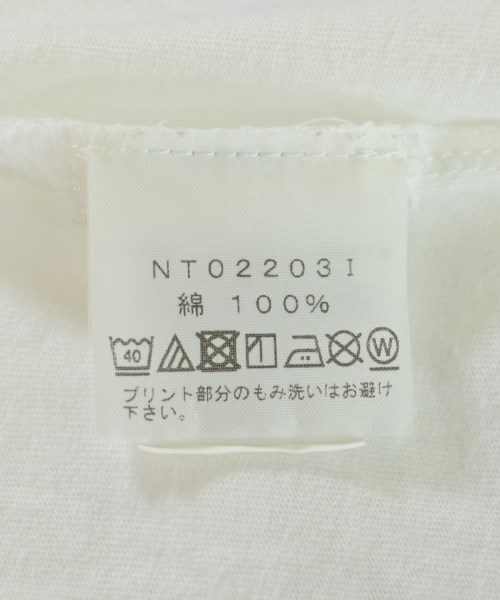 NT02203I
綿 100%
40 W
プリント部分のもみ洗いはお避け
下さい。